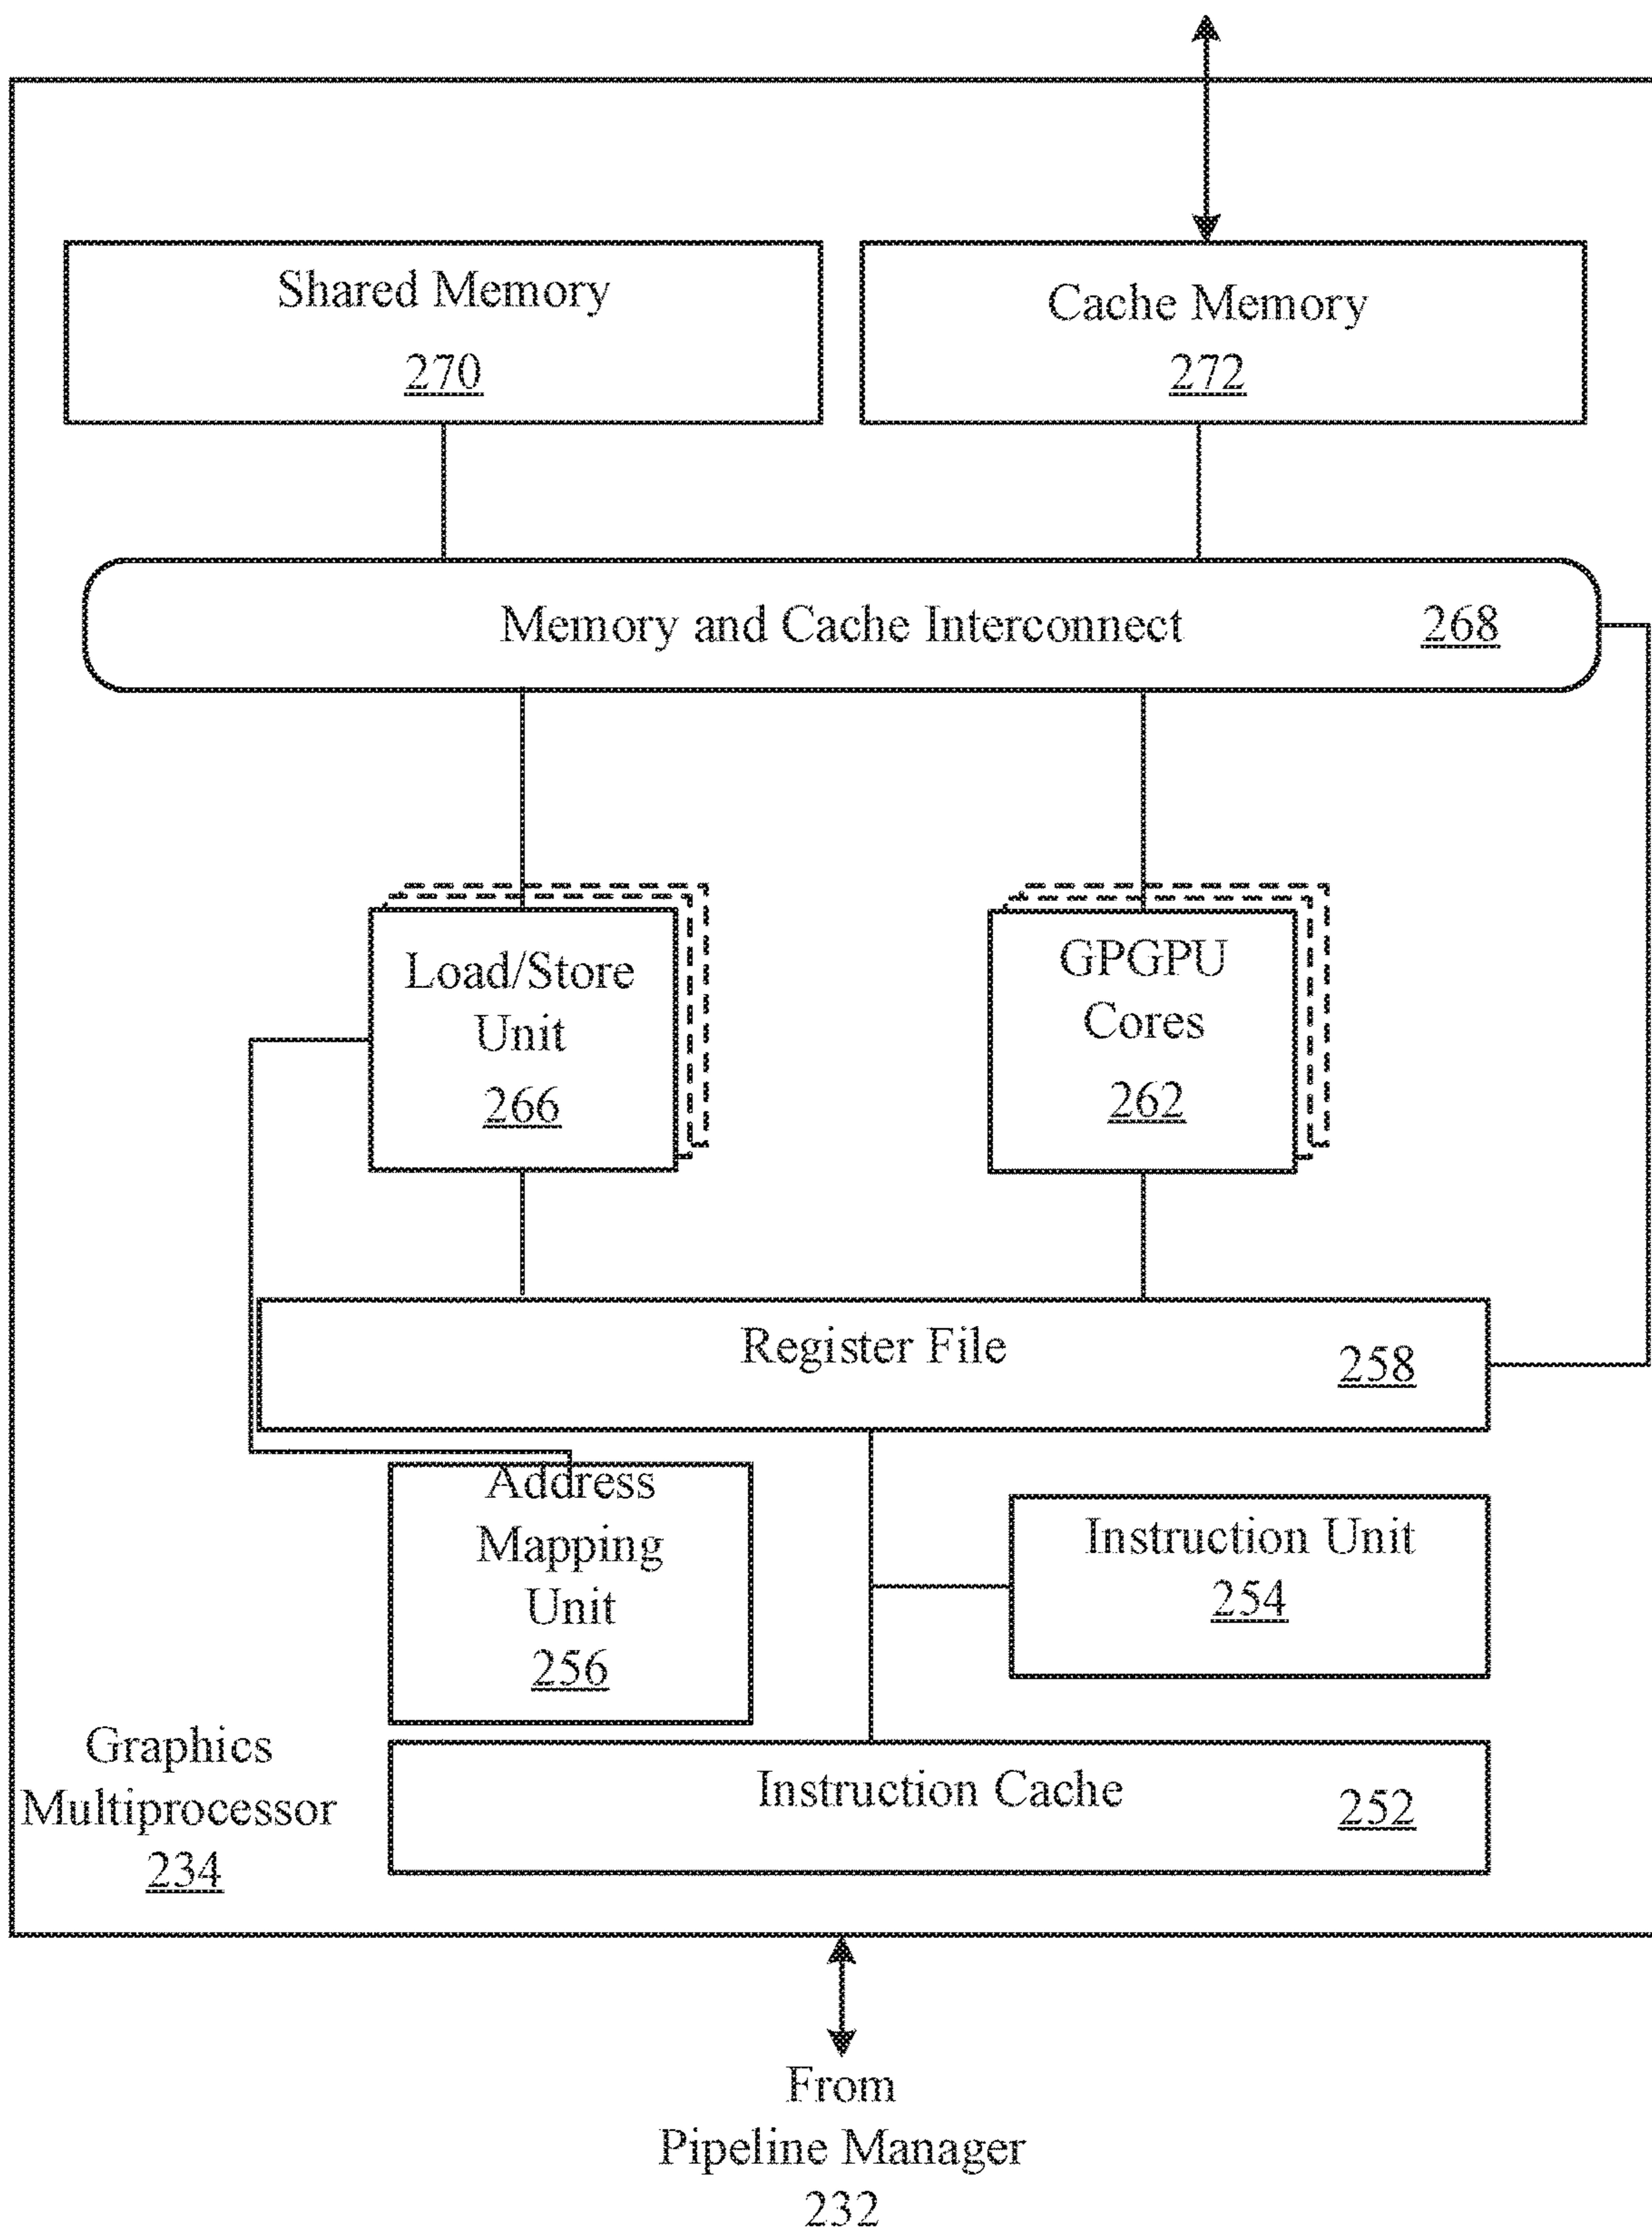 Shared Memory
270
Cache Memory
272
Memory and Cache Interconnect 268
Load/Store
Unit
266
GPGPU
Cores
262
Register File 258
Address
Mapping
Unit
256
Instruction Unit
254
Graphics
Multiprocessor
234
Instruction Cache 252
From
Pipeline Manager
232